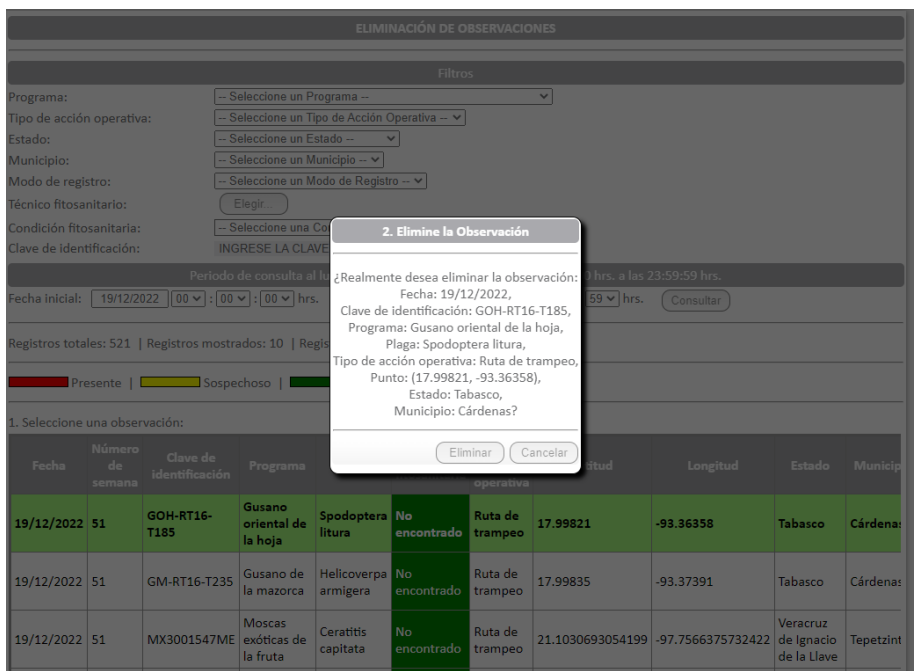 ELIMINACIÓN DE OBSERVACIONES
Filtros
Programa: -- Seleccione un Programa --
Tipo de acción operativa: -- Seleccione un Tipo de Acción Operativa --
Estado: -- Seleccione un Estado --
Municipio: -- Seleccione un Municipio --
Modo de registro: -- Seleccione un Modo de Registro --
Técnico fitosanitario: Elegir...
Condición fitosanitaria: -- Seleccione una Co
Clave de identificación: INGRESE LA CLAVE
Periodo de consulta al lu hrs. a las 23:59:59 hrs.
Fecha inicial: 19/12/2022 00 : 00 : 00 hrs. 59 hrs. Consultar
Registros totales: 521 | Registros mostrados: 10 | Regis
Presente | Sospechoso |
2. Elimine la Observación
¿Realmente desea eliminar la observación:
Fecha: 19/12/2022,
Clave de identificación: GOH-RT16-T185,
Programa: Gusano oriental de la hoja,
Plaga: Spodoptera litura,
Tipo de acción operativa: Ruta de trampeo,
Punto: (17.99821, -93.36358),
Estado: Tabasco,
Municipio: Cárdenas?
Eliminar Cancelar
1. Seleccione una observación:
Fecha Número de semana Clave de identificación Programa operativa titud Longitud Estado Municip
19/12/2022 51 GOH-RT16-T185 Gusano oriental de la hoja Spodoptera litura No encontrado Ruta de trampeo 17.99821 -93.36358 Tabasco Cárdenas
19/12/2022 51 GM-RT16-T235 Gusano de la mazorca Helicoverpa armigera No encontrado Ruta de trampeo 17.99835 -93.37391 Tabasco Cárdenas
19/12/2022 51 MX3001547ME Moscas exóticas de la fruta Ceratitis capitata No encontrado Ruta de trampeo 21.1030693054199 -97.7566375732422 Veracruz de Ignacio de la Llave Tepetzint